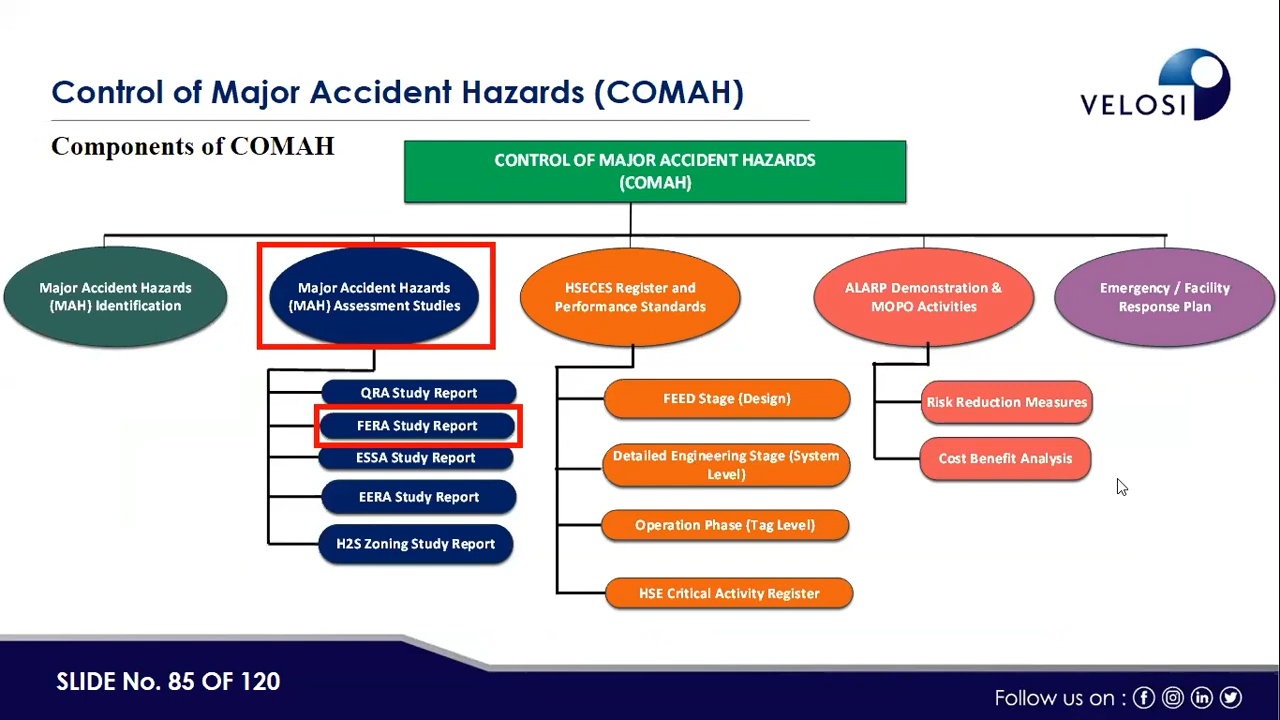 Control of Major Accident Hazards (COMAH)
VELOSI
Components of COMAH
CONTROL OF MAJOR ACCIDENT HAZARDS
(COMAH)
Major Accident Hazards
(MAH) Identification
Major Accident Hazards
(MAH) Assessment Studies
HSECES Register and
Performance Standards
ALARP Demonstration &
MOPO Activities
Emergency / Facility
Response Plan
QRA Study Report
FERA Study Report
ESSA Study Report
EERA Study Report
H2S Zoning Study Report
FEED Stage (Design)
Detailed Engineering Stage (System
Level)
Operation Phase (Tag Level)
HSE Critical Activity Register
Risk Reduction Measures
Cost Benefit Analysis
SLIDE No. 85 OF 120
Follow us on :